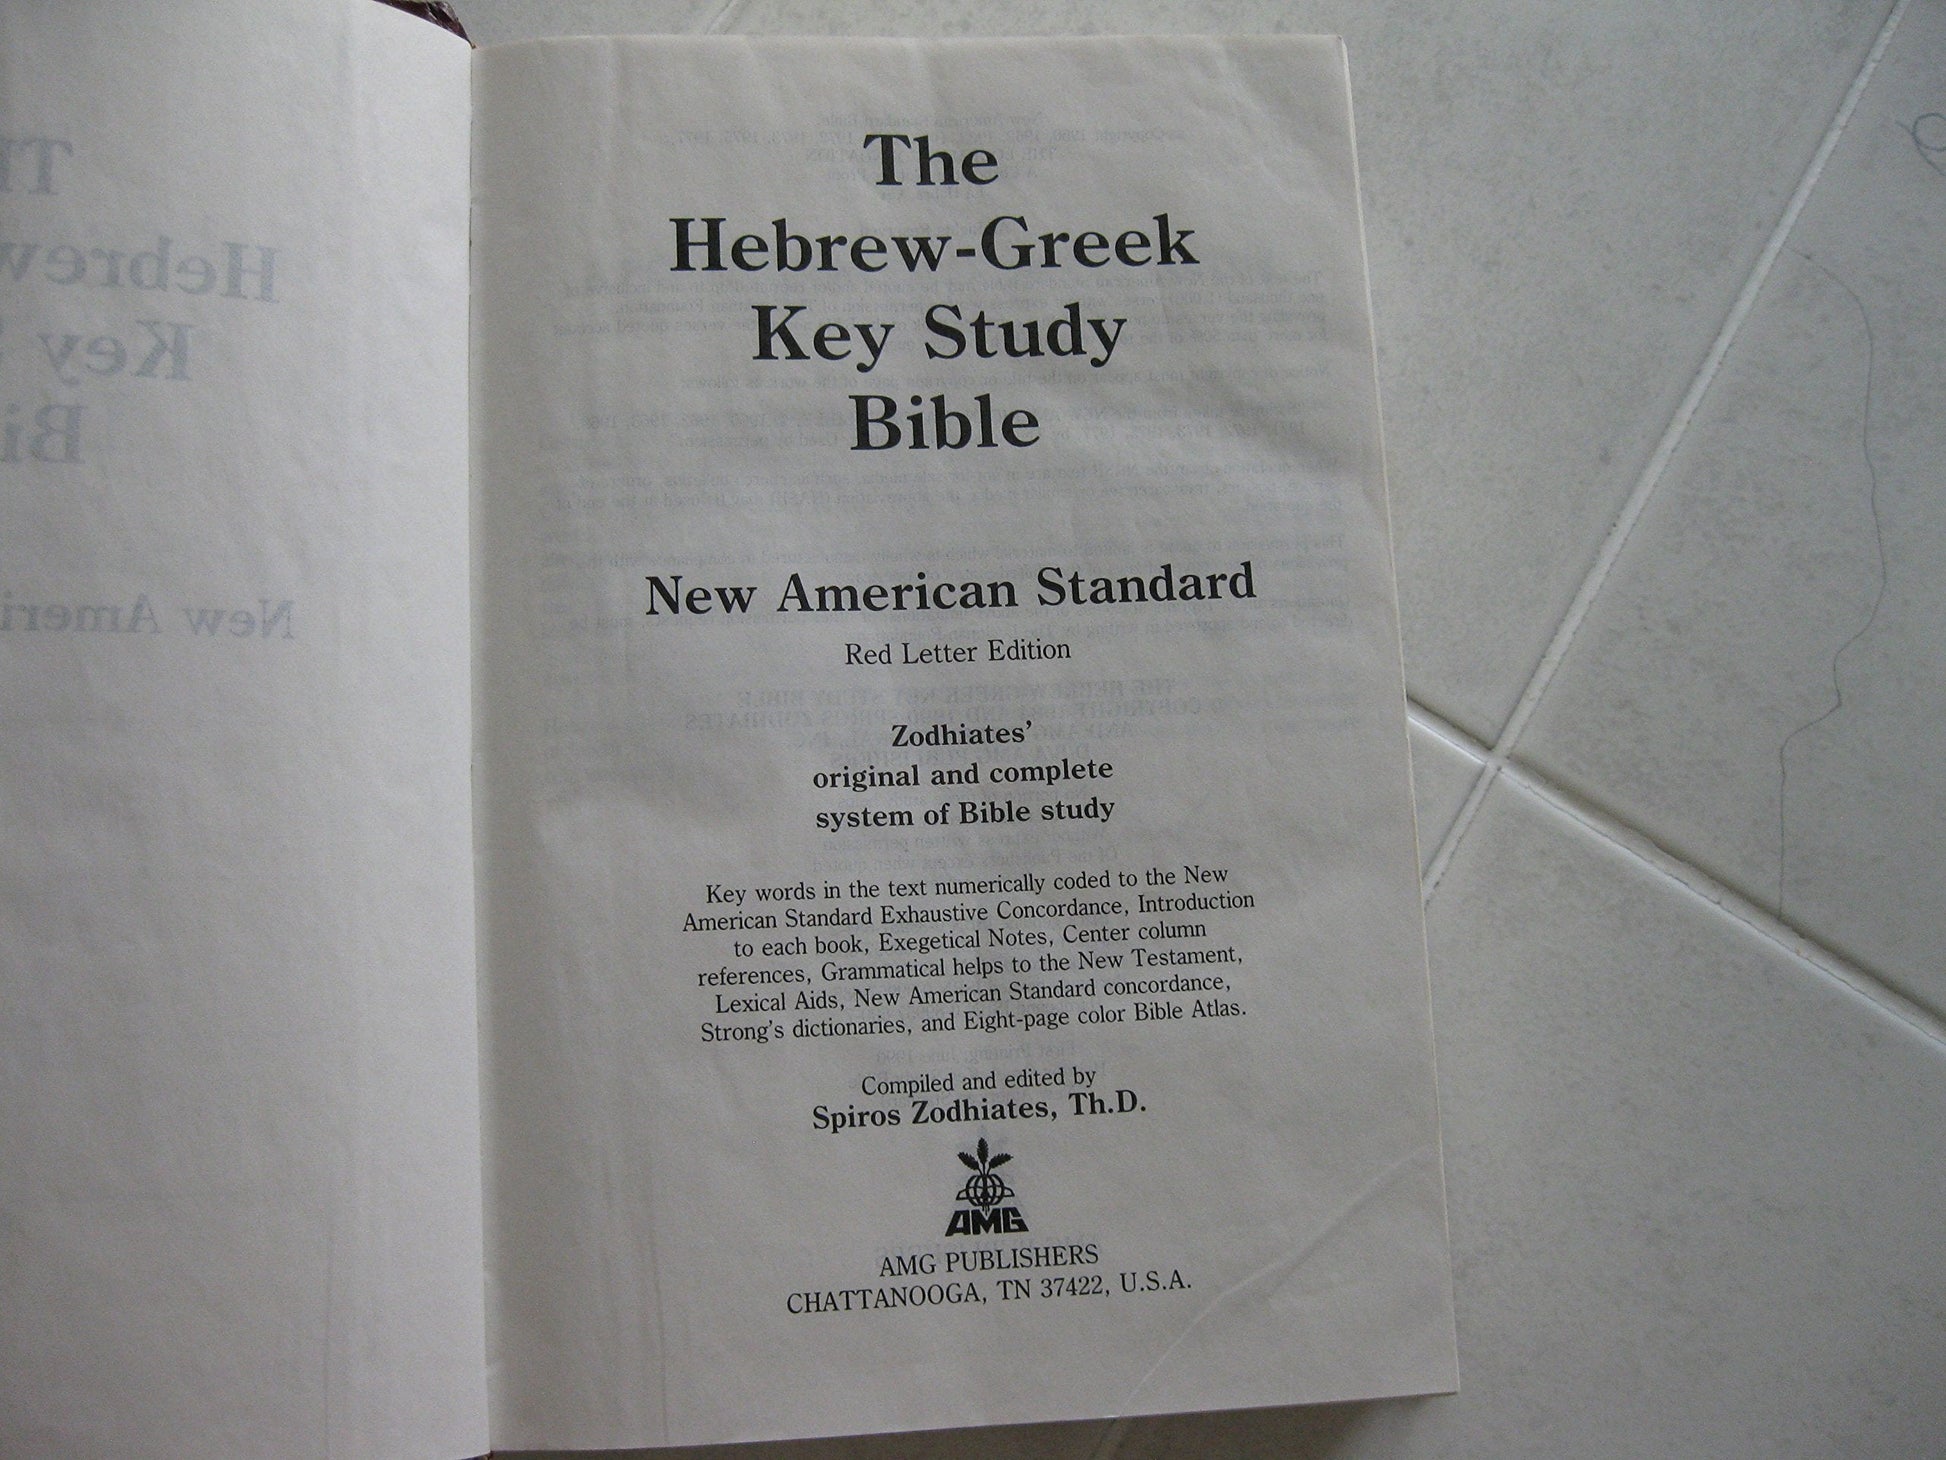 The
Hebrew-Greek
Key Study
Bible
New American Standard
Red Letter Edition
Zodhiates'
original and complete
system of Bible study
Key words in the text numerically coded to the New
American Standard Exhaustive Concordance, Introduction
to each book, Exegetical Notes, Center column
references, Grammatical helps to the New Testament,
Lexical Aids, New American Standard concordance,
Strong's dictionaries, and Eight-page color Bible Atlas.
Compiled and edited by
Spiros Zodhiates, Th.D.
AMG
AMG PUBLISHERS
CHATTANOOGA, TN 37422, U.S.A.